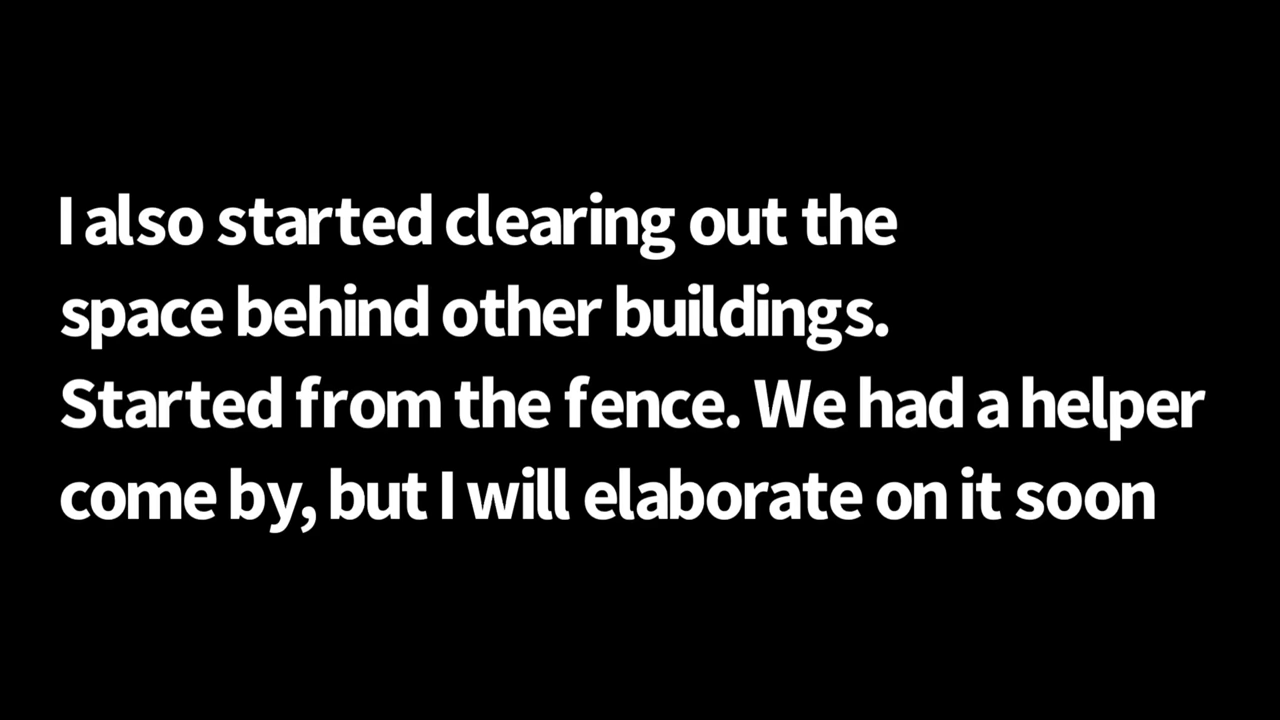 I also started clearing out the
space behind other buildings.
Started from the fence. We had a helper
come by, but I will elaborate on it soon